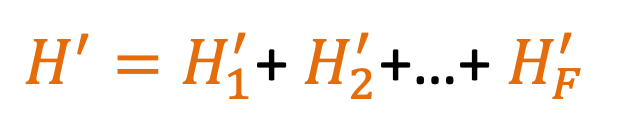 H′ = H′₁+ H′₂+...+ H′_F